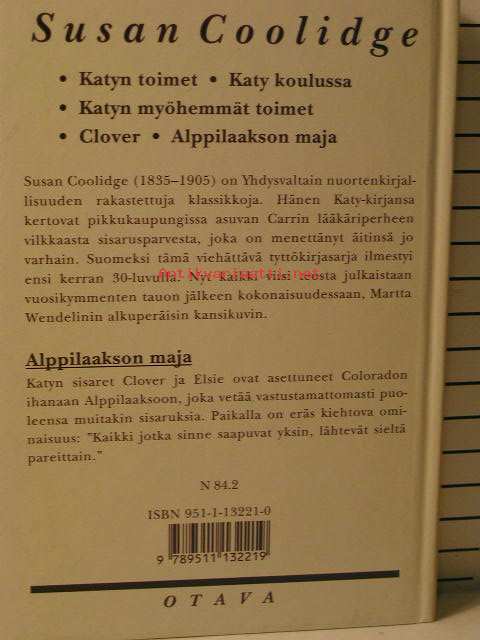 Susan Coolidge
• Katyn toimet • Katy koulussa
• Katyn myöhemmät toimet
• Clover • Alppilaakson maja
Susan Coolidge (1835–1905) on Yhdysvaltain nuortenkirjal-
lisuuden rakastettuja klassikkoja. Hänen Katy-kirjansa
kertovat pikkukaupungissa asuvan Carrin lääkäriperheen
vilkkaasta sisarusparvesta, joka on menettänyt äitinsä jo
varhain. Suomeksi tämä viehättävä tyttökirjasarja ilmestyi
ensi kerran 30-luvulla. Nyt kaikki viisi teosta julkaistaan
antikvariaatti.net
vuosikymmenten tauon jälkeen kokonaisuudessaan, Martta
Wendelinin alkuperäisin kansikuvin.
Alppilaakson maja
Katyn sisaret Clover ja Elsie ovat asettuneet Coloradon
ihanaan Alppilaaksoon, joka vetää vastustamattomasti puo-
leensa muitakin sisaruksia. Paikalla on eräs kiehtova omi-
naisuus: ”Kaikki jotka sinne saapuvat yksin, lähtevät sieltä
pareittain.”
N 84.2
ISBN 951-1-13221-0
9 789511 132219
OTAVA